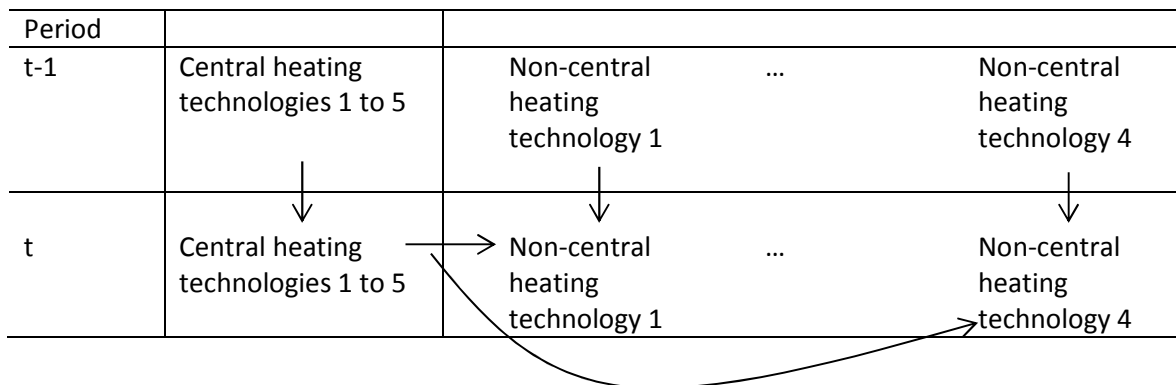 Period
t-1
Central heating
technologies 1 to 5
Non-central
heating
technology 1
...
Non-central
heating
technology 4
t
Central heating
technologies 1 to 5
Non-central
heating
technology 1
...
Non-central
heating
technology 4